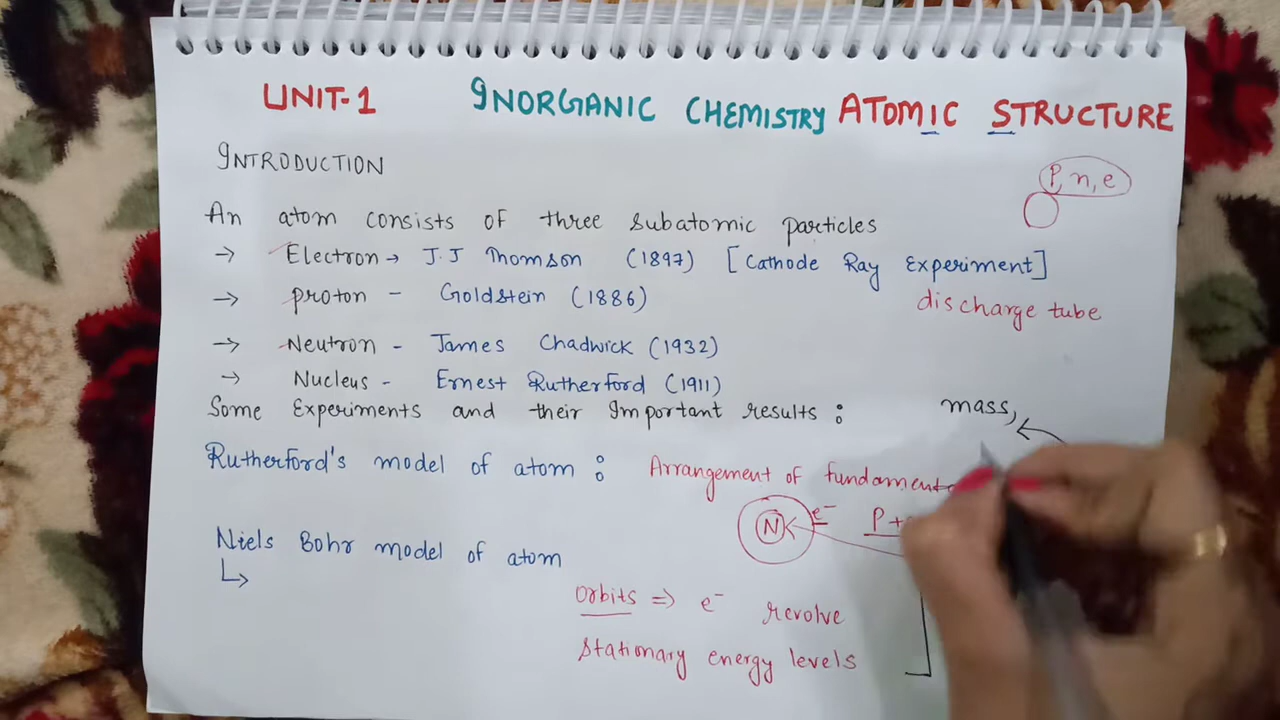 UNIT-1 INORGANIC CHEMISTRY ATOMIC STRUCTURE
INTRODUCTION
P, n, e
An atom consists of three subatomic particles
→ Electron → J.J Thomson (1897) [Cathode Ray Experiment]
→ proton - Goldstein (1886)
discharge tube
→ Neutron - James Chadwick (1932)
→ Nucleus - Ernest Rutherford (1911)
Some Experiments and their Important results :
mass,
Rutherford's model of atom : Arrangement of
N e⁻ P+
Niels Bohr model of atom
↳
Orbits ⇒ e⁻ revolve
Stationary energy levels